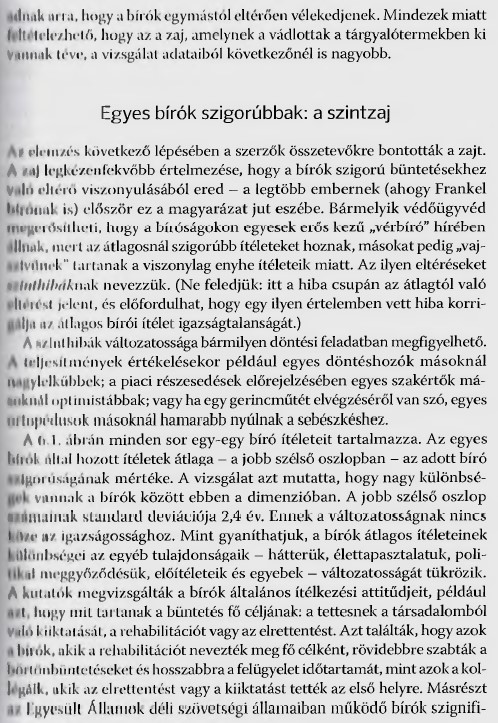 adnak arra, hogy a bírók egymástól eltérően vélekedjenek. Mindezek miatt
feltételezhető, hogy az a zaj, amelynek a vádlottak a tárgyalótermekben ki
vannak téve, a vizsgálat adataiból következőnél is nagyobb.
Egyes bírók szigorúbbak: a szintzaj
Az elemzés következő lépésében a szerzők összetevőkre bontották a zajt.
A zaj legkézenfekvőbb értelmezése, hogy a bírók szigorú büntetésekhez
való eltérő viszonyulásából ered – a legtöbb embernek (ahogy Frankel
bírónak is) először ez a magyarázat jut eszébe. Bármelyik védőügyvéd
megerősítheti, hogy a bíróságokon egyesek erős kezű „vérbíró” hírében
állnak, mert az átlagosnál szigorúbb ítéleteket hoznak, másokat pedig „vaj-
szívűnek” tartanak a viszonylag enyhe ítéleteik miatt. Az ilyen eltéréseket
szinthibáknak nevezzük. (Ne feledjük: itt a hiba csupán az átlagtól való
eltérést jelent, és előfordulhat, hogy egy ilyen értelemben vett hiba korri-
gálja az átlagos bírói ítélet igazságtalanságát.)
A szinthibák változatossága bármilyen döntési feladatban megfigyelhető.
A teljesítmények értékelésekor például egyes döntéshozók másoknál
nagylelkűbbek; a piaci részesedések előrejelzésében egyes szakértők má-
soknál optimistábbak; vagy ha egy gerincműtét elvégzéséről van szó, egyes
ortopédusok másoknál hamarabb nyúlnak a sebészkéshez.
A 6.1. ábrán minden sor egy-egy bíró ítéleteit tartalmazza. Az egyes
bírók által hozott ítéletek átlaga – a jobb szélső oszlopban – az adott bíró
szigorúságának mértéke. A vizsgálat azt mutatta, hogy nagy különbsé-
gek vannak a bírók között ebben a dimenzióban. A jobb szélső oszlop
számainak standard deviációja 2,4 év. Ennek a változatosságnak nincs
köze az igazságossághoz. Mint gyaníthatjuk, a bírók átlagos ítéleteinek
különbségei az egyéb tulajdonságaik – hátterük, élettapasztalatuk, poli-
tikai meggyőződésük, előítéleteik és egyebek – változatosságát tükrözik.
A kutatók megvizsgálták a bírók általános ítélkezési attitűdjeit, például
azt, hogy mit tartanak a büntetés fő céljának: a tettesnek a társadalomból
való kiiktatását, a rehabilitációt vagy az elrettentést. Azt találták, hogy azok
a bírók, akik a rehabilitációt nevezték meg fő célként, rövidebbre szabták a
börtönbüntetéseket és hosszabbra a felügyelet időtartamát, mint azok a kol-
légáik, akik az elrettentést vagy a kiiktatást tették az első helyre. Másrészt
az Egyesült Államok déli szövetségi államaiban működő bírók szignifi-